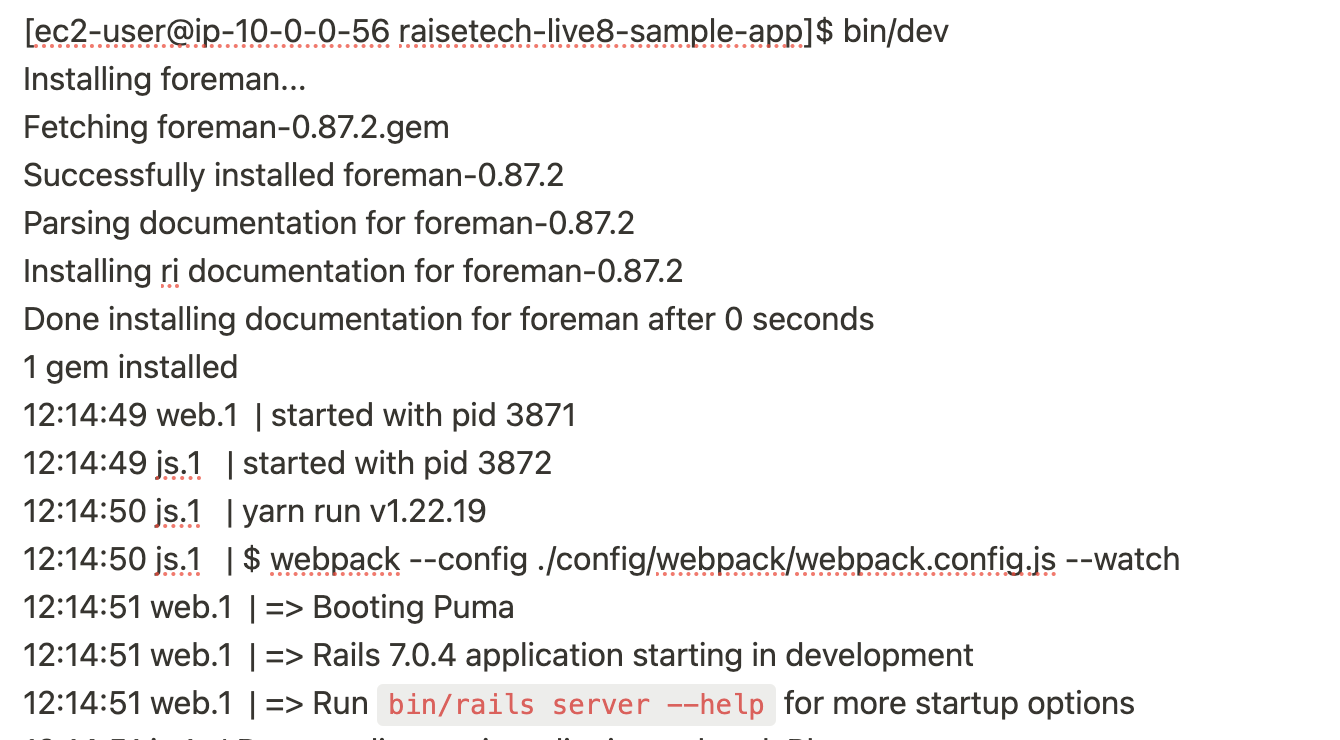 [ec2-user@ip-10-0-0-56 raisetech-live8-sample-app]$ bin/dev
Installing foreman...
Fetching foreman-0.87.2.gem
Successfully installed foreman-0.87.2
Parsing documentation for foreman-0.87.2
Installing ri documentation for foreman-0.87.2
Done installing documentation for foreman after 0 seconds
1 gem installed
12:14:49 web.1 | started with pid 3871
12:14:49 js.1 | started with pid 3872
12:14:50 js.1 | yarn run v1.22.19
12:14:50 js.1 | $ webpack --config ./config/webpack/webpack.config.js --watch
12:14:51 web.1 | => Booting Puma
12:14:51 web.1 | => Rails 7.0.4 application starting in development
12:14:51 web.1 | => Run bin/rails server --help for more startup options